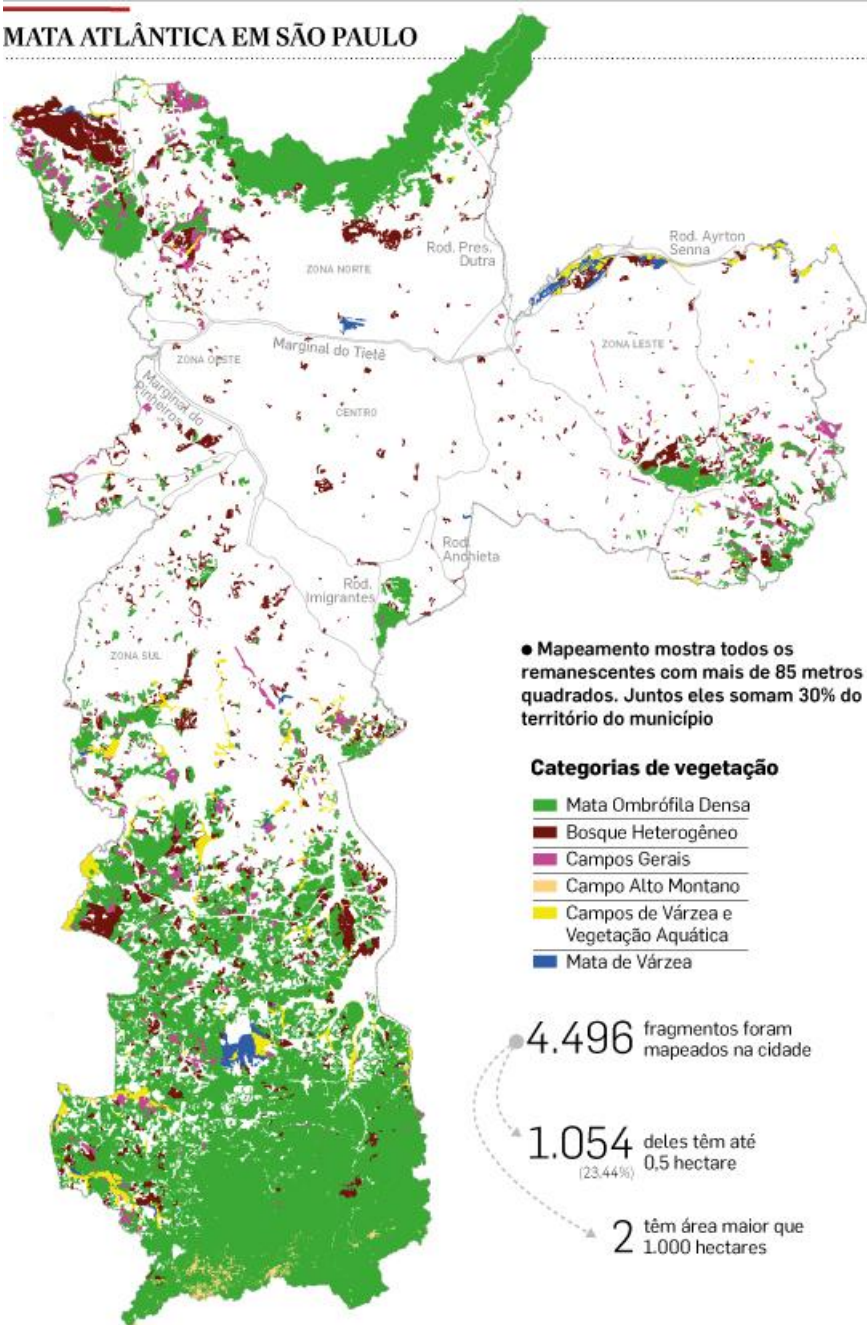 MATA ATLÂNTICA EM SÃO PAULO
Rod. Pres.
Dutra
Rod. Ayrton
Senna
ZONA NORTE
Marginal do Tietê
ZONA OESTE
ZONA LESTE
Marginal do
Pinheiros
CENTRO
Rod.
Anchieta
Rod.
Imigrantes
ZONA SUL
● Mapeamento mostra todos os
remanescentes com mais de 85 metros
quadrados. Juntos eles somam 30% do
território do município
Categorias de vegetação
Mata Ombrófila Densa
Bosque Heterogêneo
Campos Gerais
Campo Alto Montano
Campos de Várzea e
Vegetação Aquática
Mata de Várzea
4.496 fragmentos foram
mapeados na cidade
1.054 deles têm até
(23,44%) 0,5 hectare
2 têm área maior que
1.000 hectares